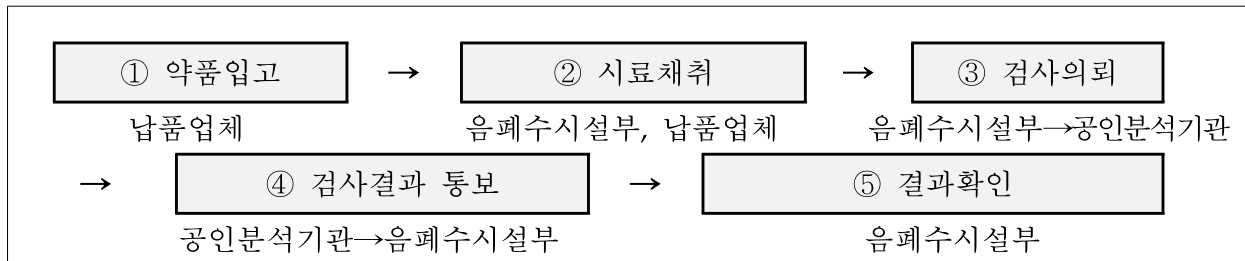 ① 약품입고 → ② 시료채취 → ③ 검사의뢰
납품업체 음폐수시설부, 납품업체 음폐수시설부→공인분석기관
→ ④ 검사결과 통보 → ⑤ 결과확인
공인분석기관→음폐수시설부 음폐수시설부